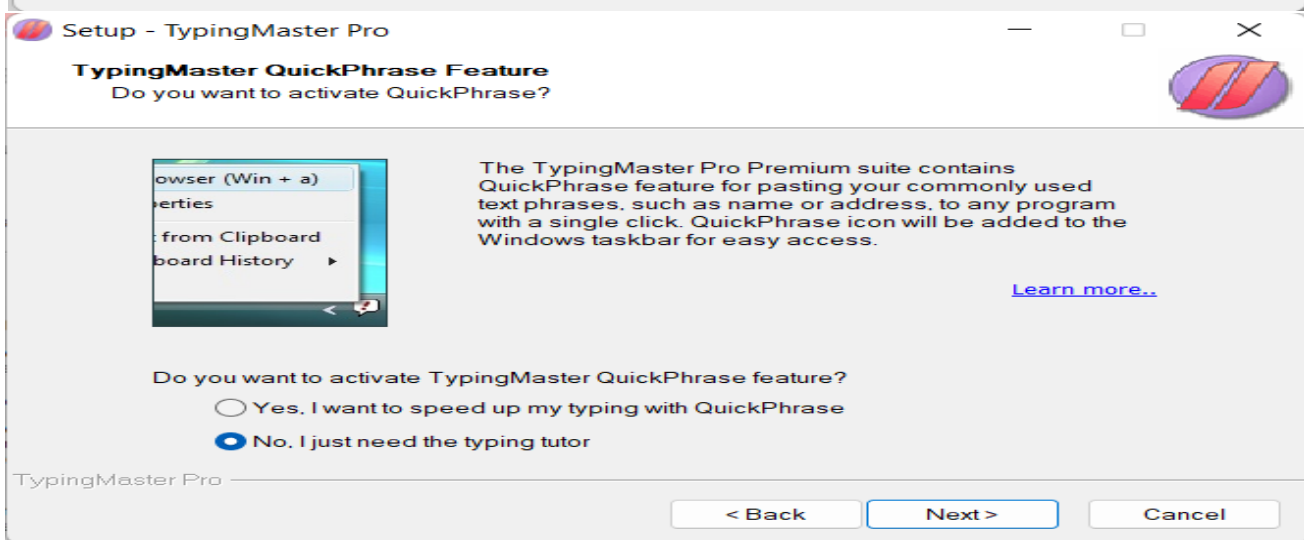 Setup - TypingMaster Pro
TypingMaster QuickPhrase Feature
Do you want to activate QuickPhrase?
owser (Win + a)
erties
from Clipboard
board History
The TypingMaster Pro Premium suite contains
QuickPhrase feature for pasting your commonly used
text phrases, such as name or address, to any program
with a single click. QuickPhrase icon will be added to the
Windows taskbar for easy access.
Learn more..
Do you want to activate TypingMaster QuickPhrase feature?
Yes, I want to speed up my typing with QuickPhrase
No, I just need the typing tutor
TypingMaster Pro
< Back
Next >
Cancel